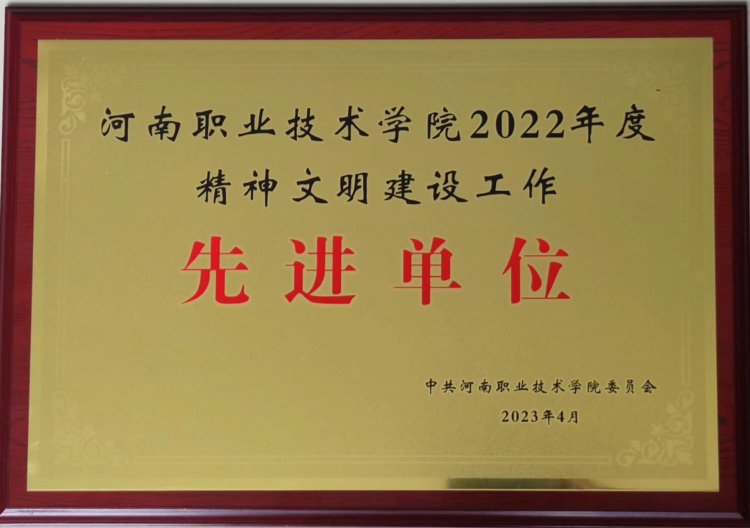 河南职业技术学院2022年度
精神文明建设工作
先进单位
中共河南职业技术学院委员会
2023年4月